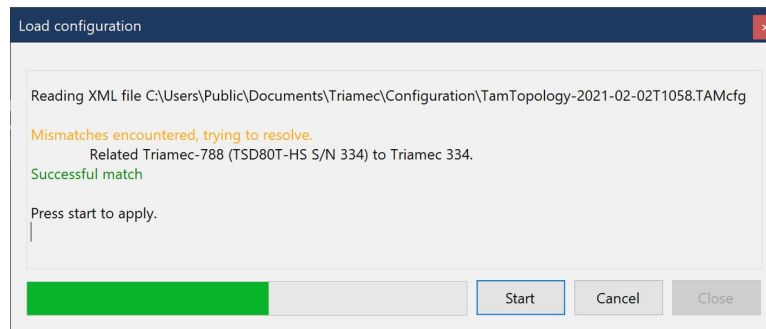 Load configuration
Reading XML file C:\Users\Public\Documents\Triamec\Configuration\TamTopology-2021-02-02T1058.TAMcfg
Mismatches encountered, trying to resolve.
Related Triamec-788 (TSD80T-HS S/N 334) to Triamec 334.
Successful match
Press start to apply.
Start
Cancel
Close